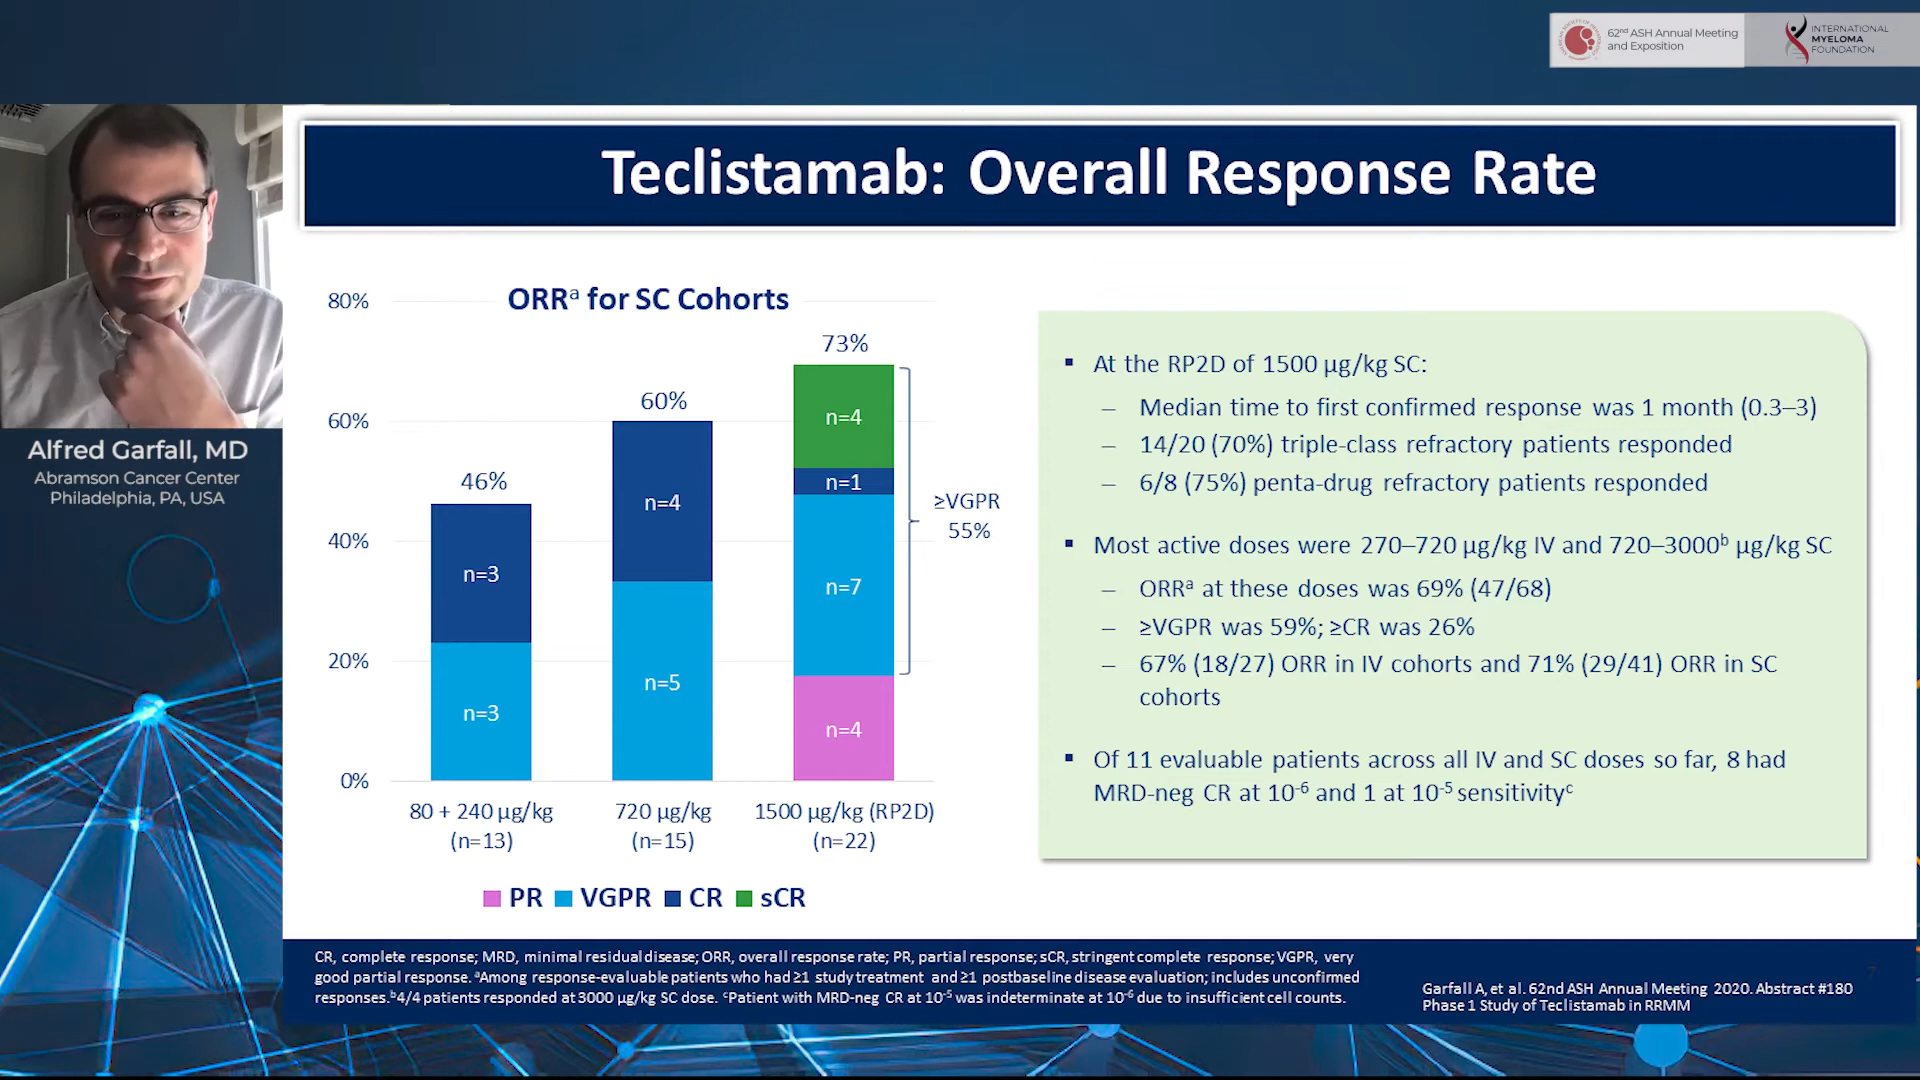 62nd ASH Annual Meeting
and Exposition
INTERNATIONAL
MYELOMA
FOUNDATION
Alfred Garfall, MD
Abramson Cancer Center
Philadelphia, PA, USA
Teclistamab: Overall Response Rate
ORRᵃ for SC Cohorts
80%
60%
40%
20%
0%
46%
n=3
n=3
60%
n=4
n=5
73%
n=4
n=1
n=7
n=4
≥VGPR
55%
80 + 240 µg/kg
(n=13)
720 µg/kg
(n=15)
1500 µg/kg (RP2D)
(n=22)
PR VGPR CR sCR
▪ At the RP2D of 1500 µg/kg SC:
– Median time to first confirmed response was 1 month (0.3–3)
– 14/20 (70%) triple-class refractory patients responded
– 6/8 (75%) penta-drug refractory patients responded
▪ Most active doses were 270–720 µg/kg IV and 720–3000ᵇ µg/kg SC
– ORRᵃ at these doses was 69% (47/68)
– ≥VGPR was 59%; ≥CR was 26%
– 67% (18/27) ORR in IV cohorts and 71% (29/41) ORR in SC
cohorts
▪ Of 11 evaluable patients across all IV and SC doses so far, 8 had
MRD-neg CR at 10⁻⁶ and 1 at 10⁻⁵ sensitivityᶜ
CR, complete response; MRD, minimal residual disease; ORR, overall response rate; PR, partial response; sCR, stringent complete response; VGPR, very
good partial response. ᵃAmong response-evaluable patients who had ≥1 study treatment and ≥1 postbaseline disease evaluation; includes unconfirmed
responses.ᵇ4/4 patients responded at 3000 µg/kg SC dose. ᶜPatient with MRD-neg CR at 10⁻⁵ was indeterminate at 10⁻⁶ due to insufficient cell counts.
Garfall A, et al. 62nd ASH Annual Meeting 2020. Abstract #180
Phase 1 Study of Teclistamab in RRMM
7